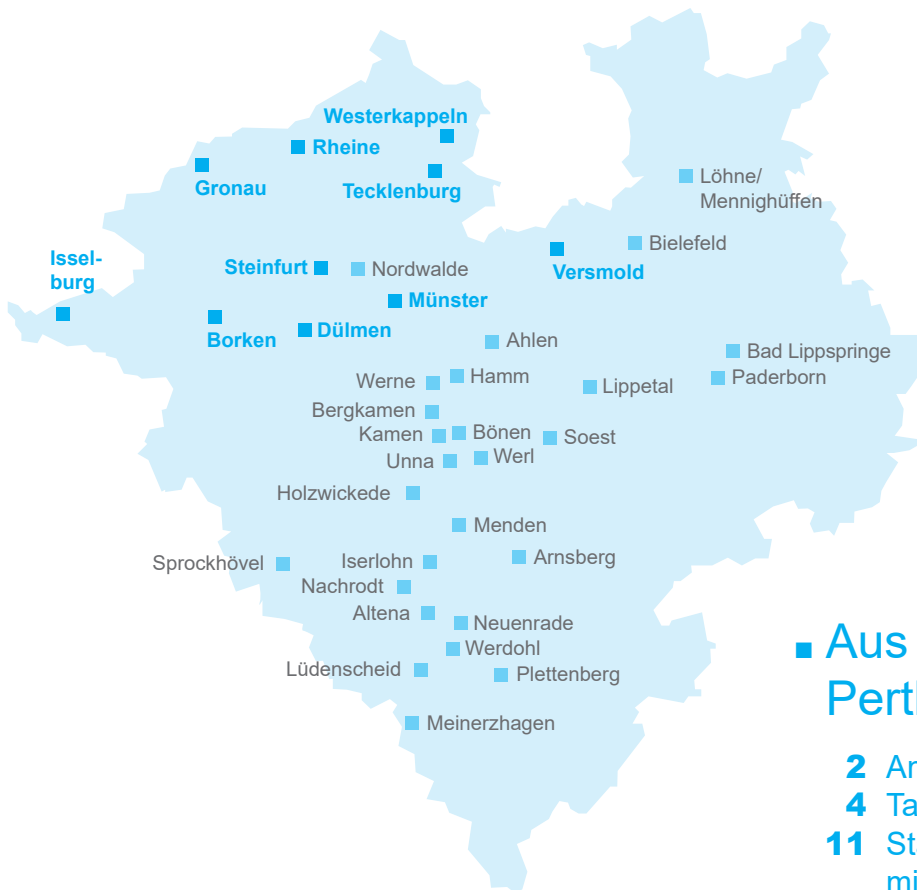 Westerkappeln
Rheine
Gronau
Tecklenburg
Löhne/
Mennighüffen
Bielefeld
Versmold
Issel-
burg
Steinfurt
Nordwalde
Münster
Borken
Dülmen
Ahlen
Bad Lippspringe
Paderborn
Werne
Hamm
Lippetal
Bergkamen
Kamen
Bönen
Soest
Unna
Werl
Holzwickede
Menden
Sprockhövel
Iserlohn
Arnsberg
Nachrodt
Altena
Neuenrade
Werdohl
Lüdenscheid
Plettenberg
Meinerzhagen
Aus
2
4
11